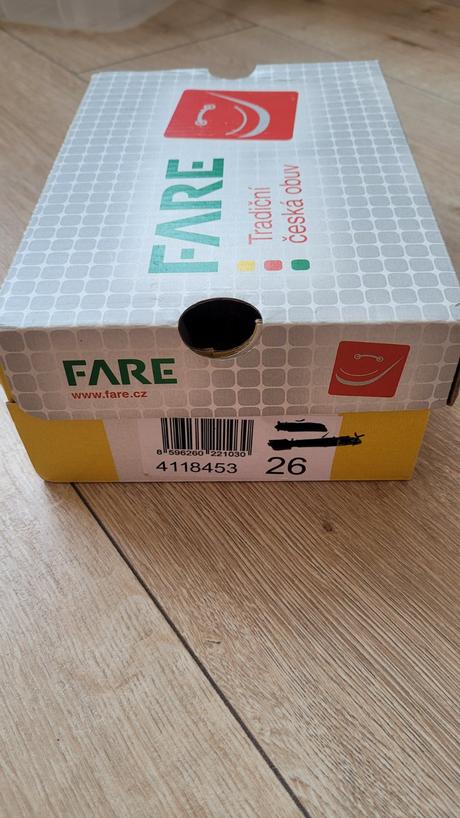 FARE
Tradiční
česká obuv
FARE
www.fare.cz
8 596260 221030
4118453 26